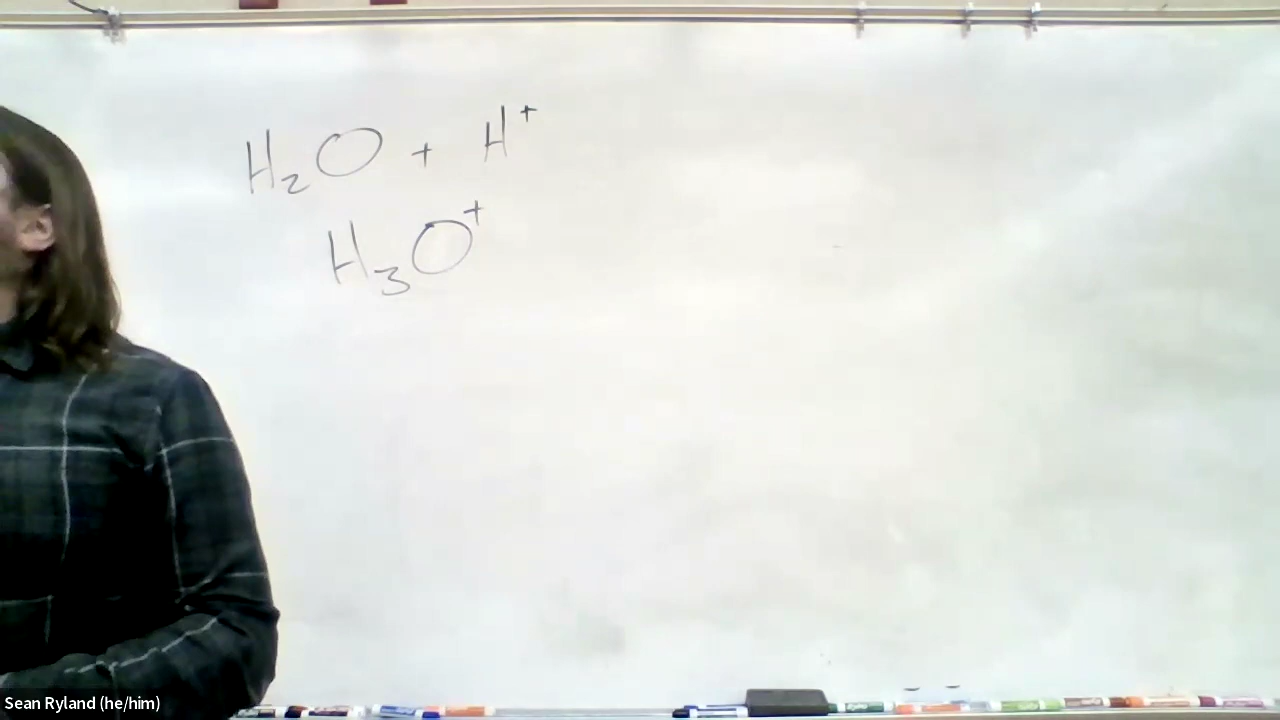 H₂O + H⁺
H₃O⁺
Sean Ryland (he/him)